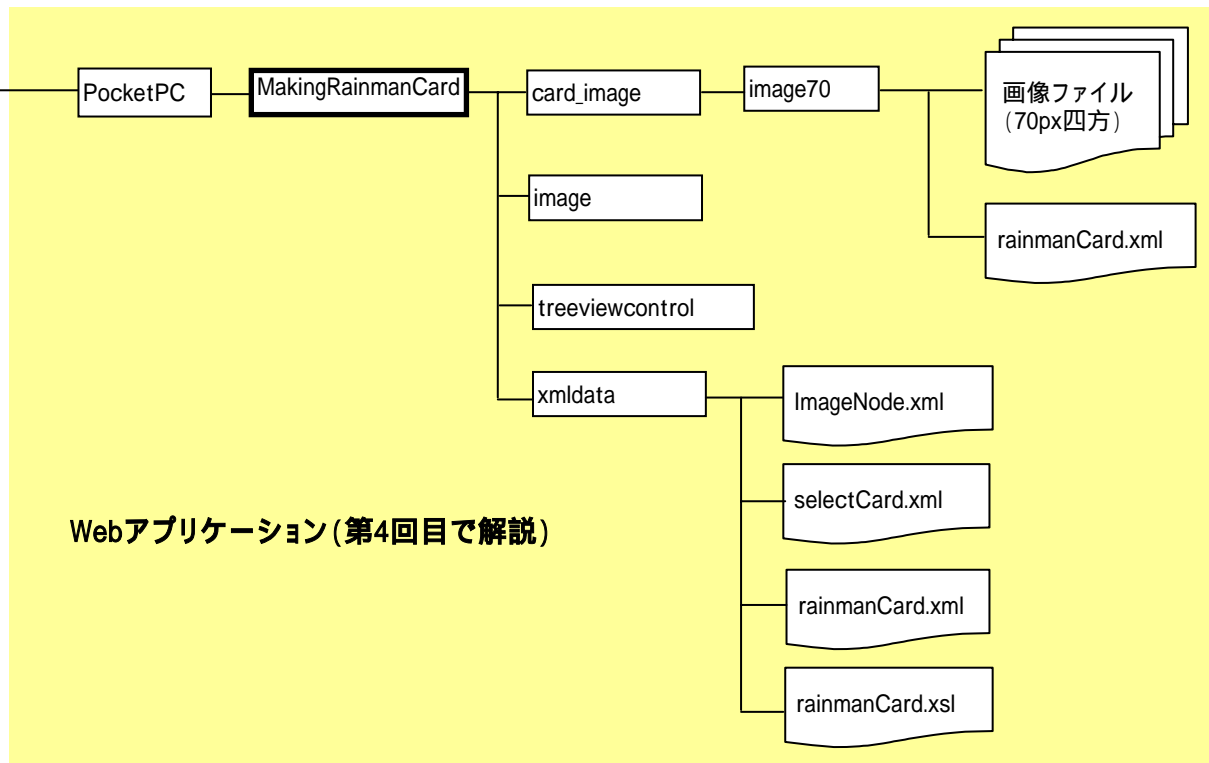 PocketPC
MakingRainmanCard
card_image
image70
画像ファイル
(70px四方)
rainmanCard.xml
image
treeviewcontrol
xmldata
ImageNode.xml
selectCard.xml
rainmanCard.xml
rainmanCard.xsl
Webアプリケーション(第4回目で解説)